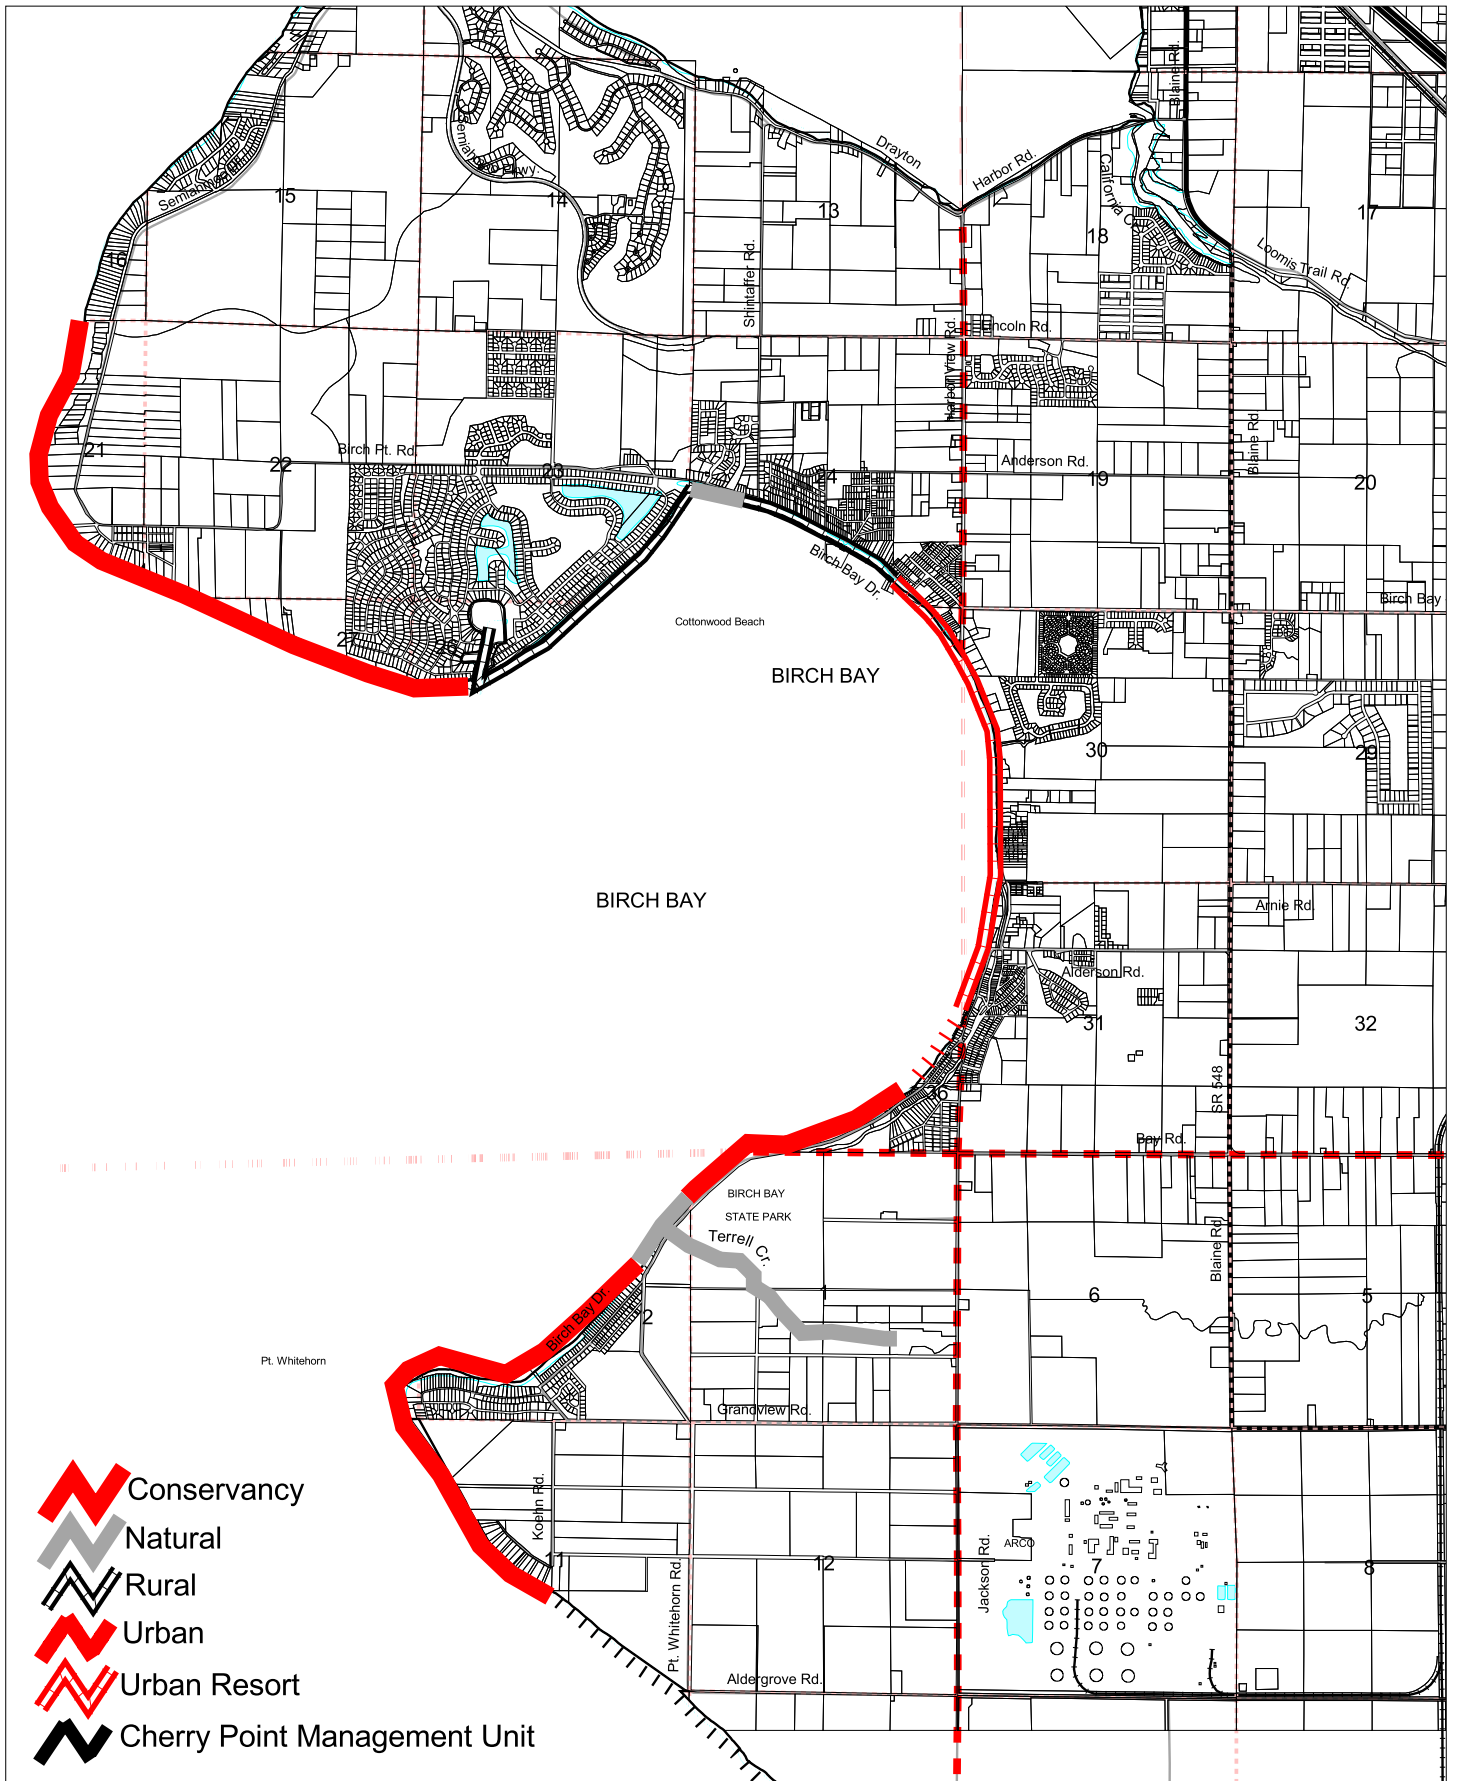 Blaine Rd.
Drayton
Harbor Rd.
California C
Semiahmoo
Pkwy.
15
14
13
18
17
16
Loomis Trail Rd.
Shintaffer Rd.
Lincoln Rd.
Harbor View Rd.
Birch Pt. Rd.
Anderson Rd.
Blaine Rd
21
22
23
24
19
20
Birch Bay Dr.
Birch Bay
Cottonwood Beach
27
26
BIRCH BAY
30
29
BIRCH BAY
Arnie Rd.
Alderson Rd.
31
32
SR 548
36
Bay Rd.
BIRCH BAY
STATE PARK
Terrell Cr.
Blaine Rd.
1
6
5
2
Birch Bay Dr.
Pt. Whitehorn
Grandview Rd.
Koehn Rd.
Conservancy
Natural
Rural
Urban
Urban Resort
Cherry Point Management Unit
11
12
Pt. Whitehorn Rd.
Jackson Rd.
ARCO
7
8
Aldergrove Rd.